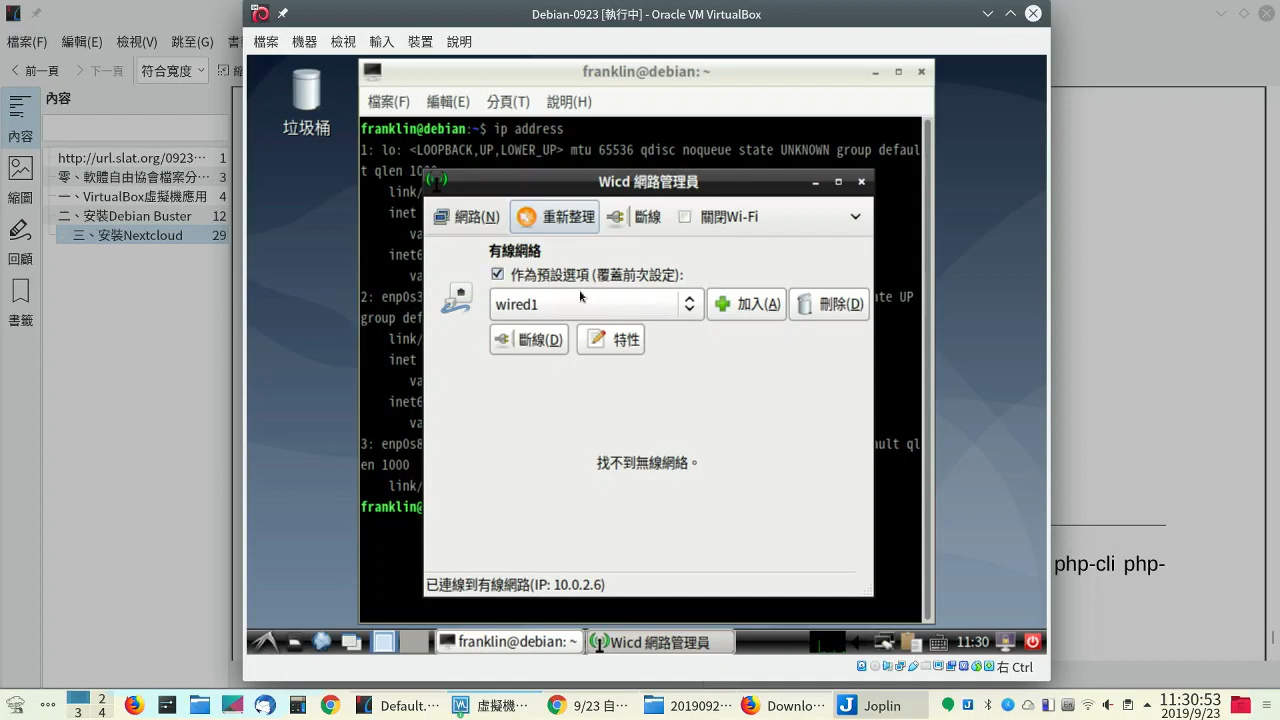 Debian-0923 [執行中] - Oracle VM VirtualBox
檔案(F) 編輯(E) 檢視(V) 跳至(G)
檔案 機器 檢視 輸入 裝置 說明
前一頁 下一頁 符合寬度
內容
內容
縮圖
回顧
書籤
http://url.slat.org/0923··· 1
零、軟體自由協會檔案分··· 3
一、VirtualBox虛擬機應用 4
二、安裝Debian Buster 12
三、安裝Nextcloud 29
垃圾桶
franklin@debian: ~
檔案(F) 編輯(E) 分頁(T) 說明(H)
franklin@debian:~$ ip address
1: lo: <LOOPBACK,UP,LOWER_UP> mtu 65536 qdisc noqueue state UNKNOWN group defaul
t qlen 1000
link/
inet
va
inet6
va
2: enp0s3 ate UP
group def
link/
inet
va
inet6
va
3: enp0s8 ault ql
en 1000
link/
franklin@
Wicd 網路管理員
網路(N) 重新整理 斷線 關閉Wi-Fi
有線網絡
作為預設選項 (覆蓋前次設定):
wired1
加入(A) 刪除(D)
斷線(D) 特性
找不到無線網絡。
已連線到有線網路(IP: 10.0.2.6)
php-cli php-
franklin@debian: ~ Wicd 網路管理員 11:30
右 Ctrl
2
3 4
Default.··· 虛擬機··· 9/23 自··· 2019092··· Downlo··· Joplin
11:30:53
2019/9/23